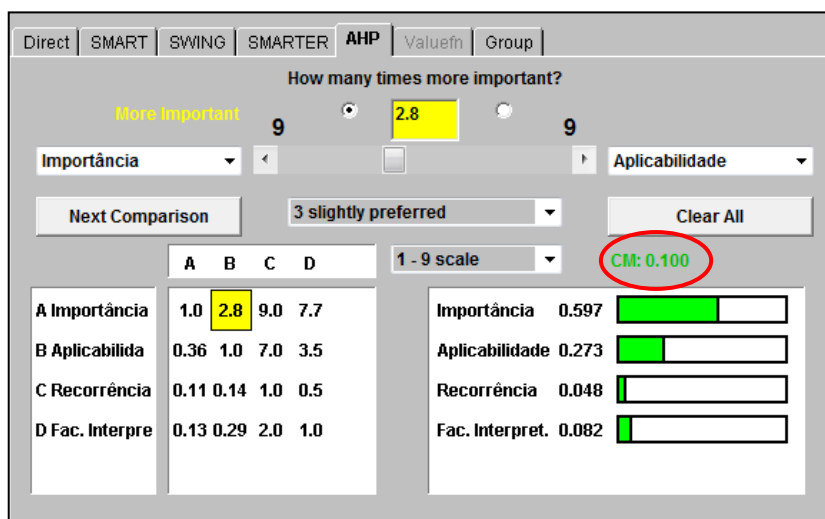 Direct SMART SWING SMARTER AHP Valuefn Group
How many times more important?
More Important 9 2.8 9
Importância Aplicabilidade
Next Comparison 3 slightly preferred Clear All
A B C D 1 - 9 scale CM: 0.100
A Importância 1.0 2.8 9.0 7.7 Importância 0.597
B Aplicabilida 0.36 1.0 7.0 3.5 Aplicabilidade 0.273
C Recorrência 0.11 0.14 1.0 0.5 Recorrência 0.048
D Fac. Interpre 0.13 0.29 2.0 1.0 Fac. Interpret. 0.082